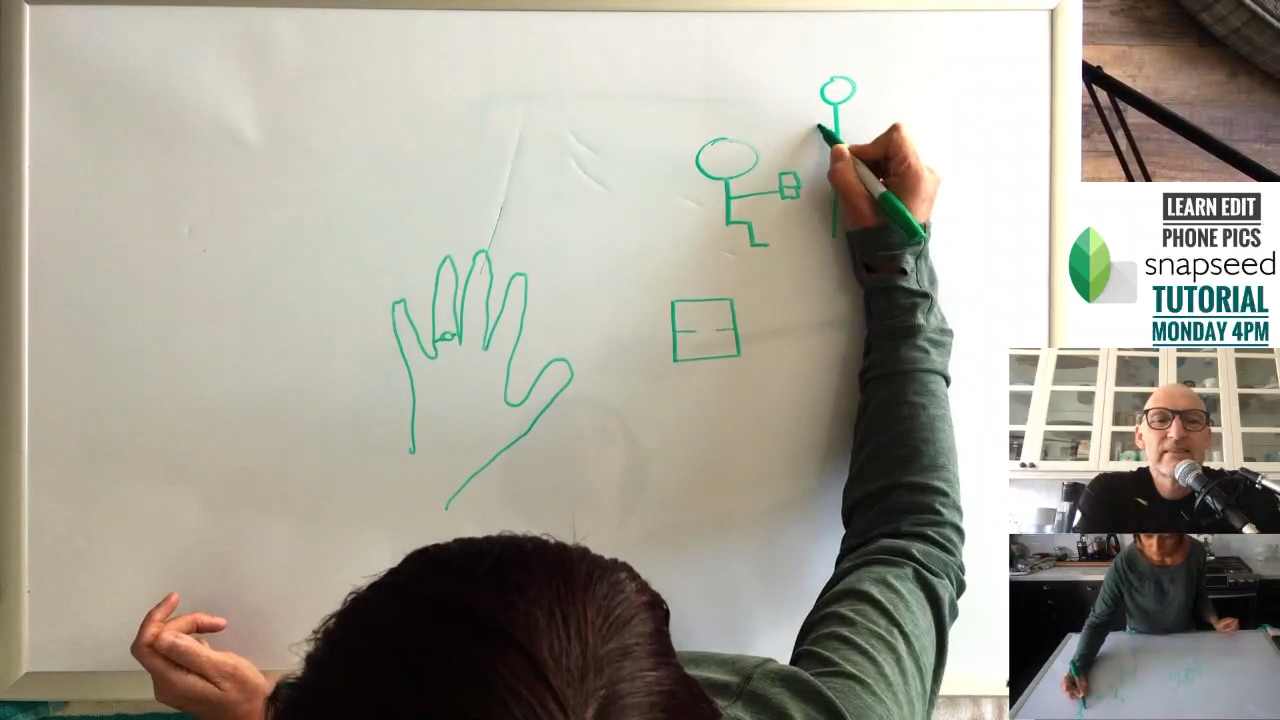 LEARN EDIT
PHONE PICS
snapseed
TUTORIAL
MONDAY 4PM